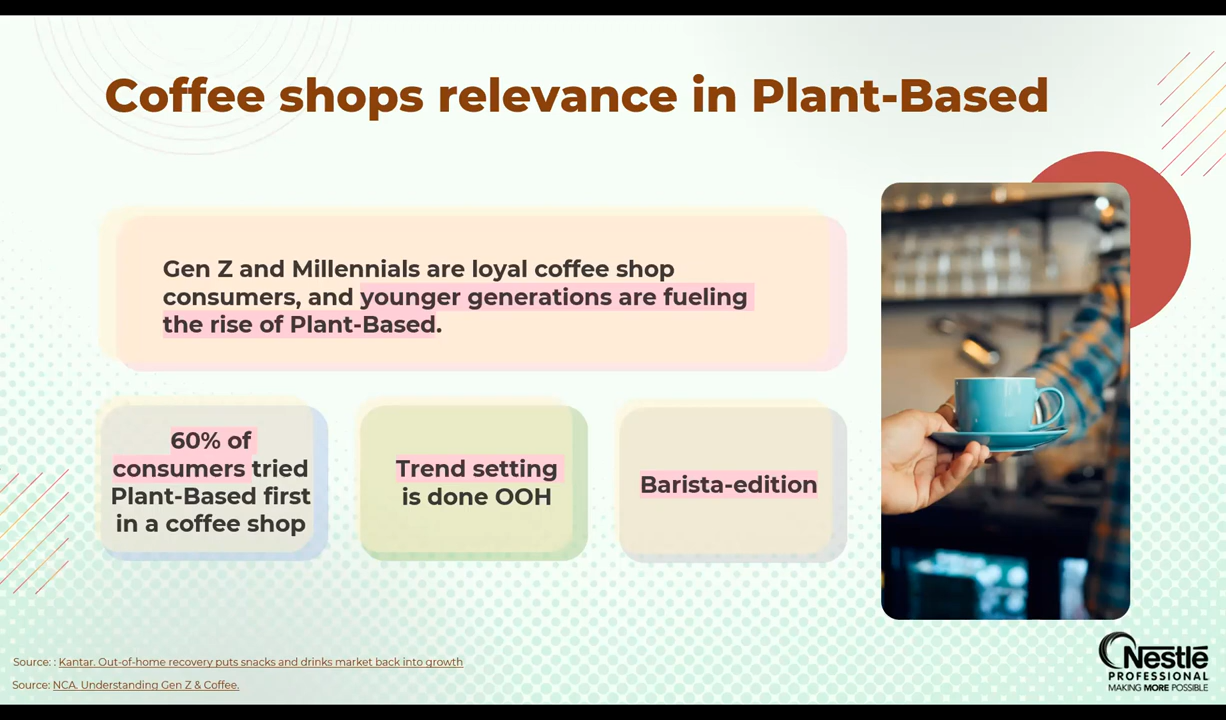 Coffee shops relevance in Plant-Based
Gen Z and Millennials are loyal coffee shop
consumers, and younger generations are fueling
the rise of Plant-Based.
60% of
consumers tried
Plant-Based first
in a coffee shop
Trend setting
is done OOH
Barista-edition
Source: : Kantar. Out-of-home recovery puts snacks and drinks market back into growth
Source: NCA. Understanding Gen Z & Coffee.
Nestlé
PROFESSIONAL
MAKING MORE POSSIBLE